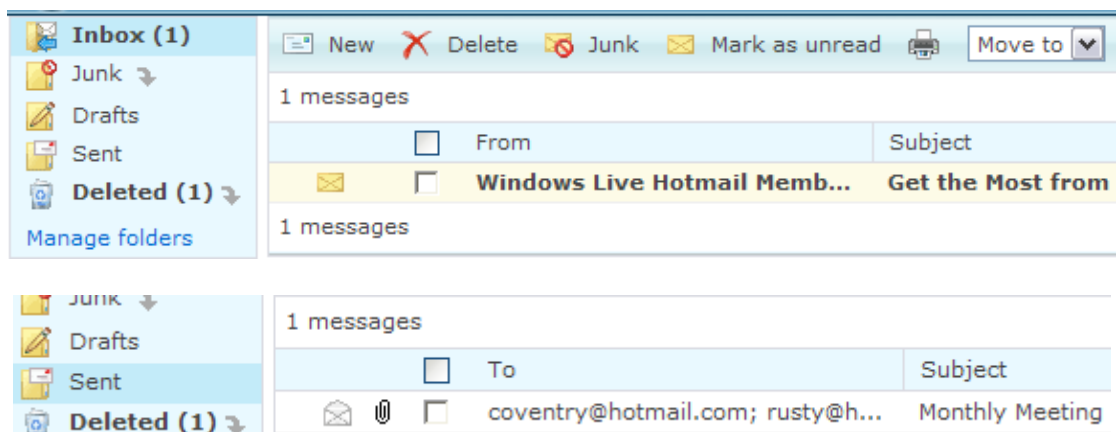 Inbox (1)
Junk
Drafts
Sent
Deleted (1)
Manage folders
New Delete Junk Mark as unread Move to
1 messages
From Subject
Windows Live Hotmail Memb... Get the Most from
1 messages
Junk
Drafts
Sent
Deleted (1)
1 messages
To Subject
coventry@hotmail.com; rusty@h... Monthly Meeting